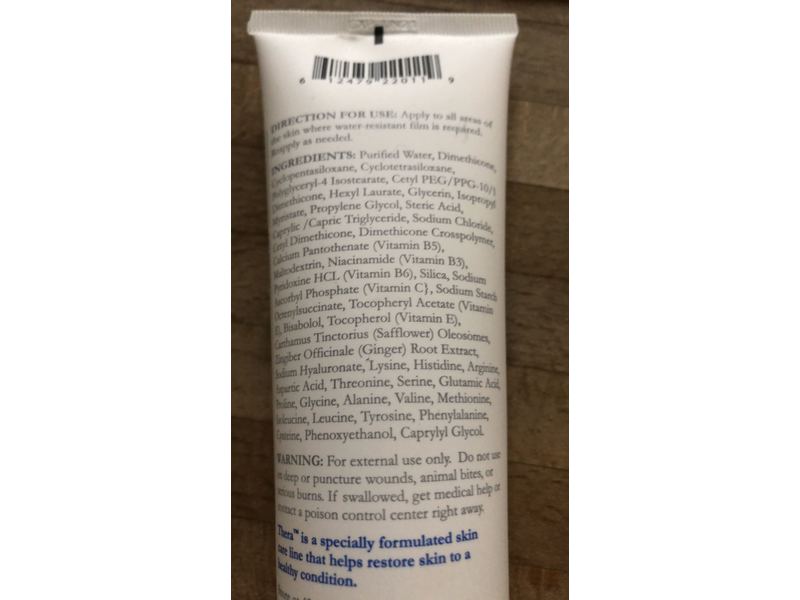 6 12479 22011 9
DIRECTION FOR USE: Apply to all areas of
the skin where water-resistant film is required.
Reapply as needed.
INGREDIENTS: Purified Water, Dimethicone,
Cyclopentasiloxane, Cyclotetrasiloxane,
Polyglyceryl-4 Isostearate, Cetyl PEG/PPG-10/1
Dimethicone, Hexyl Laurate, Glycerin, Isopropyl
Myristate, Propylene Glycol, Steric Acid,
Caprylic /Capric Triglyceride, Sodium Chloride,
Cetyl Dimethicone, Dimethicone Crosspolymer,
Calcium Pantothenate (Vitamin B5),
Maltodextrin, Niacinamide (Vitamin B3),
Pyridoxine HCL (Vitamin B6), Silica, Sodium
Ascorbyl Phosphate (Vitamin C}, Sodium Starch
Octenylsuccinate, Tocopheryl Acetate (Vitamin
E), Bisabolol, Tocopherol (Vitamin E),
Carthamus Tinctorius (Safflower) Oleosomes,
Zingiber Officinale (Ginger) Root Extract,
Sodium Hyaluronate, Lysine, Histidine, Arginine,
Aspartic Acid, Threonine, Serine, Glutamic Acid,
Proline, Glycine, Alanine, Valine, Methionine,
Isoleucine, Leucine, Tyrosine, Phenylalanine,
Cysteine, Phenoxyethanol, Caprylyl Glycol.
WARNING: For external use only. Do not use
on deep or puncture wounds, animal bites, or
serious burns. If swallowed, get medical help or
contact a poison control center right away.
Thera™ is a specially formulated skin
care line that helps restore skin to a
healthy condition.